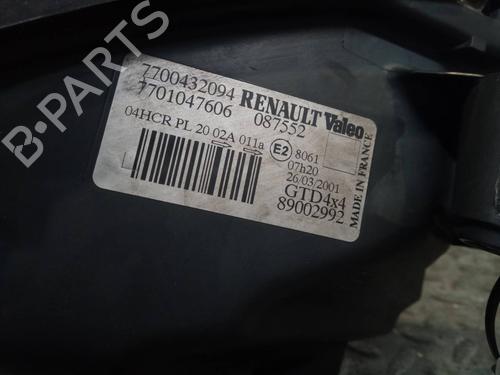 7700432094 RENAULT Valeo
7701047606 087552
04HCR PL 20 02A 011a E2 8061
07h20
26/03/2001
GTD4x4
89002992
MADE IN FRANCE
B-PARTS